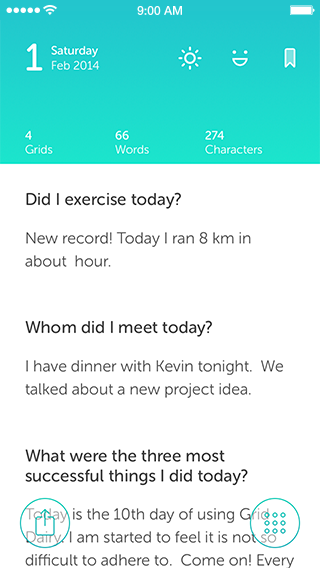 9:00 AM
1 Saturday
Feb 2014
4 66 274
Grids Words Characters
Did I exercise today?
New record! Today I ran 8 km in
about hour.
Whom did I meet today?
I have dinner with Kevin tonight. We
talked about a new project idea.
What were the three most
successful things I did today?
Today is the 10th day of using Grid
Dairy. I am started to feel it is not so
difficult to adhere to. Come on! Every